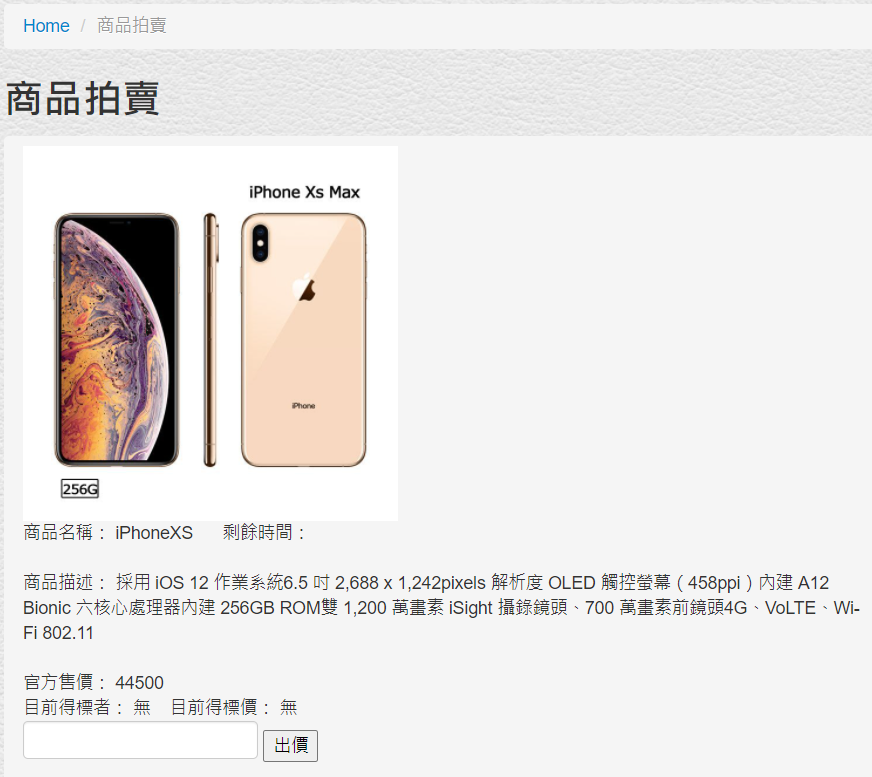 Home / 商品拍賣
商品拍賣
iPhone Xs Max
iPhone
256G
商品名稱： iPhoneXS 剩餘時間：
商品描述： 採用 iOS 12 作業系統6.5 吋 2,688 x 1,242pixels 解析度 OLED 觸控螢幕（458ppi）內建 A12
Bionic 六核心處理器內建 256GB ROM雙 1,200 萬畫素 iSight 攝錄鏡頭、700 萬畫素前鏡頭4G、VoLTE、Wi-
Fi 802.11
官方售價： 44500
目前得標者： 無 目前得標價： 無
出價